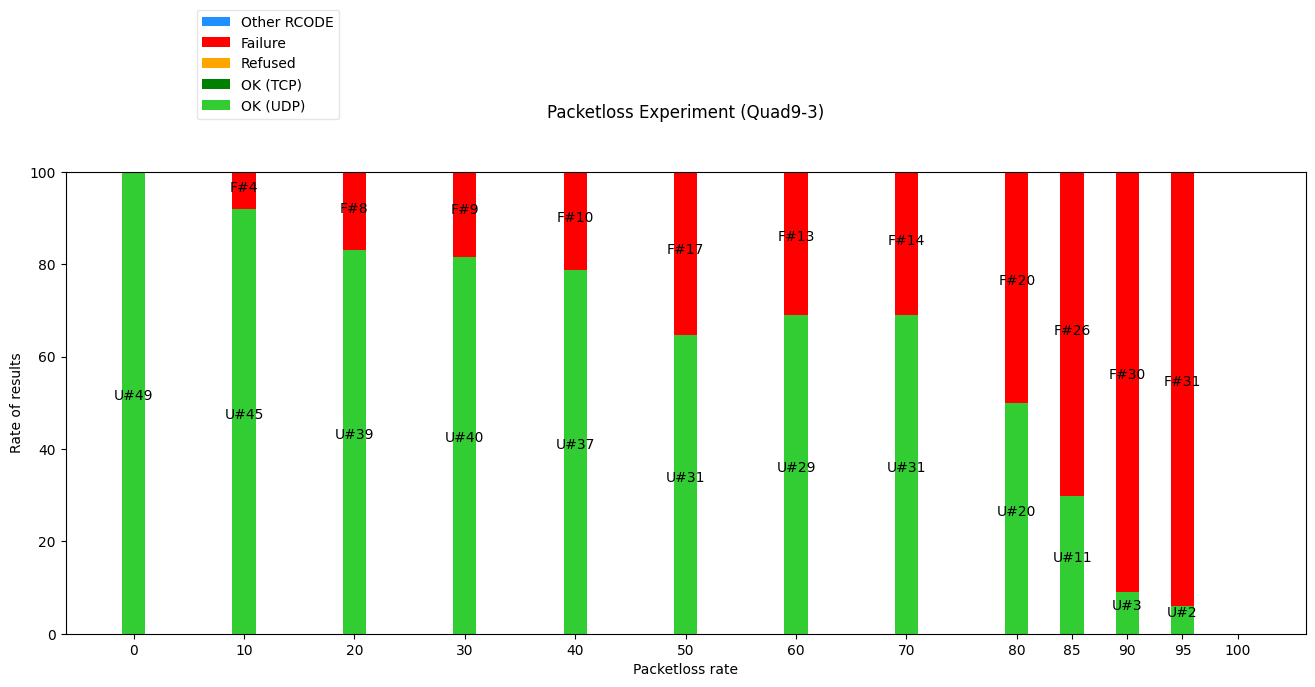 Other RCODE
Failure
Refused
OK (TCP)
OK (UDP)
Packetloss Experiment (Quad9-3)
Rate of results
100
80
60
40
20
0
F#4
F#8
F#9
F#10
F#17
F#13
F#14
F#20
F#26
F#30
F#31
U#49
U#45
U#39
U#40
U#37
U#31
U#29
U#31
U#20
U#11
U#3
U#2
0 10 20 30 40 50 60 70 80 85 90 95 100
Packetloss rate